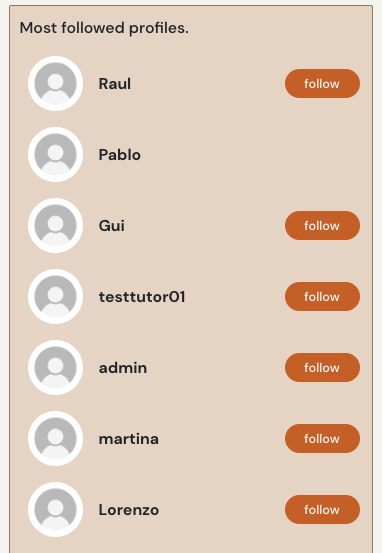 Most followed profiles.
Raul follow
Pablo
Gui follow
testtutor01 follow
admin follow
martina follow
Lorenzo follow